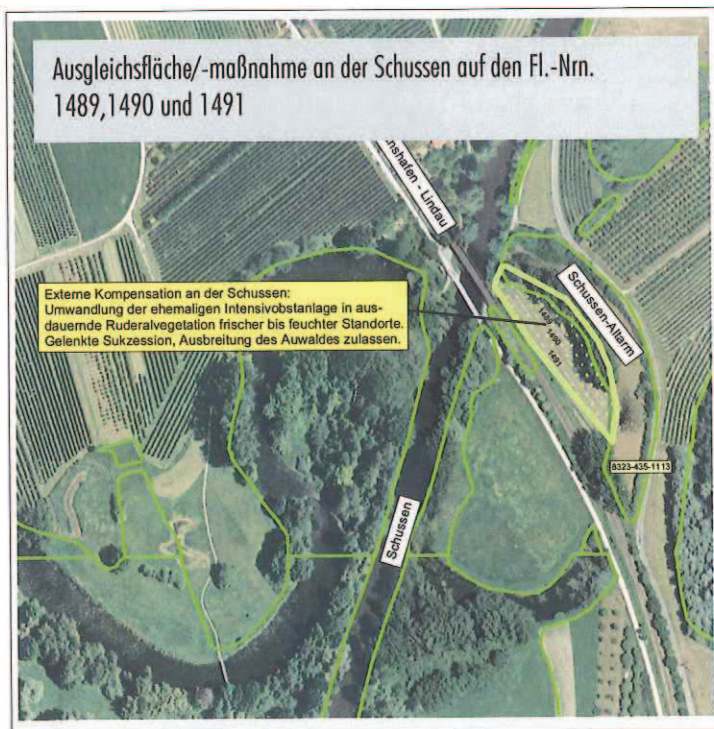 Ausgleichsfläche/-maßnahme an der Schussen auf den Fl.-Nrn.
1489,1490 und 1491
nshafen - Lindau
Externe Kompensation an der Schussen:
Umwandlung der ehemaligen Intensivobstanlage in aus-
dauernde Ruderalvegetation frischer bis feuchter Standorte.
Gelenkte Sukzession, Ausbreitung des Auwaldes zulassen.
Schussen-Altarm
1489
1490
1491
8323-435-1113
Schussen